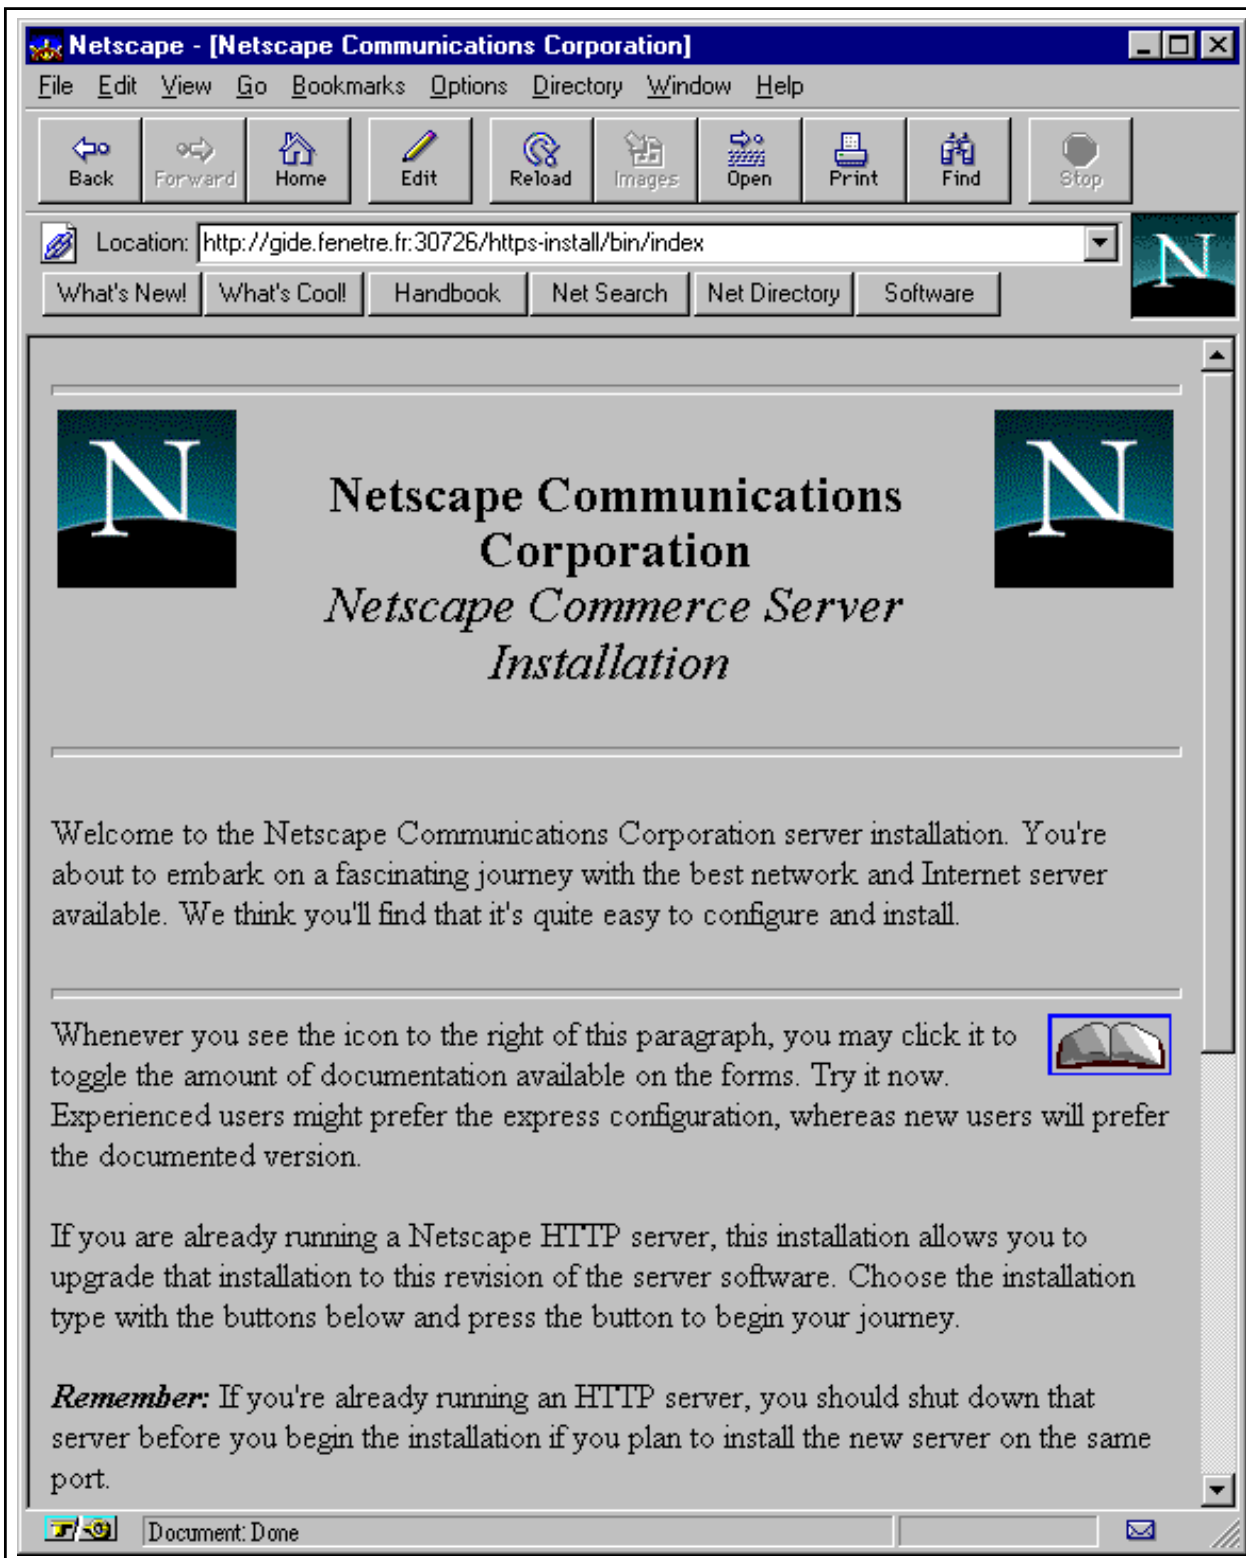 Netscape - [Netscape Communications Corporation]
File Edit View Go Bookmarks Options Directory Window Help
Back Forward Home Edit Reload Images Open Print Find Stop
Location: http://gide.fenetre.fr:30726/https-install/bin/index
N
What's New! What's Cool! Handbook Net Search Net Directory Software
N
N
Netscape Communications
Corporation
Netscape Commerce Server
Installation
Welcome to the Netscape Communications Corporation server installation. You're
about to embark on a fascinating journey with the best network and Internet server
available. We think you'll find that it's quite easy to configure and install.
Whenever you see the icon to the right of this paragraph, you may click it to
toggle the amount of documentation available on the forms. Try it now.
Experienced users might prefer the express configuration, whereas new users will prefer
the documented version.
If you are already running a Netscape HTTP server, this installation allows you to
upgrade that installation to this revision of the server software. Choose the installation
type with the buttons below and press the button to begin your journey.
Remember: If you're already running an HTTP server, you should shut down that
server before you begin the installation if you plan to install the new server on the same
port.
Document: Done